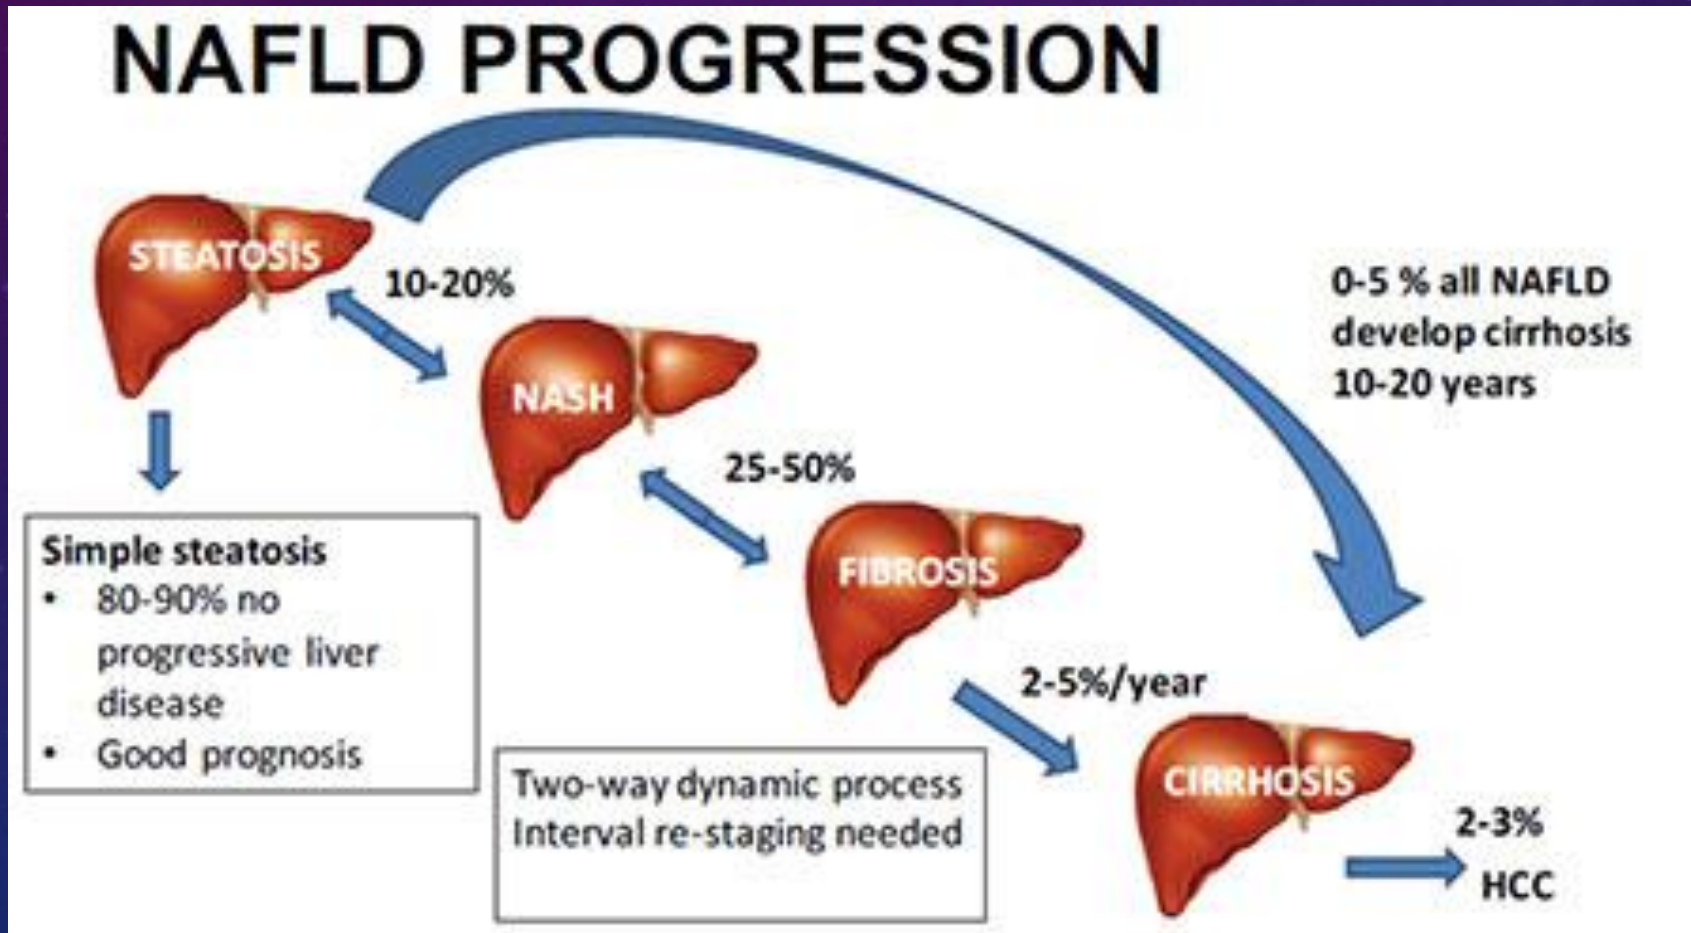 NAFLD PROGRESSION
STEATOSIS
10-20%
NASH
25-50%
FIBROSIS
2-5%/year
CIRRHOSIS
2-3%
HCC
0-5 % all NAFLD
develop cirrhosis
10-20 years
Simple steatosis
• 80-90% no
progressive liver
disease
• Good prognosis
Two-way dynamic process
Interval re-staging needed